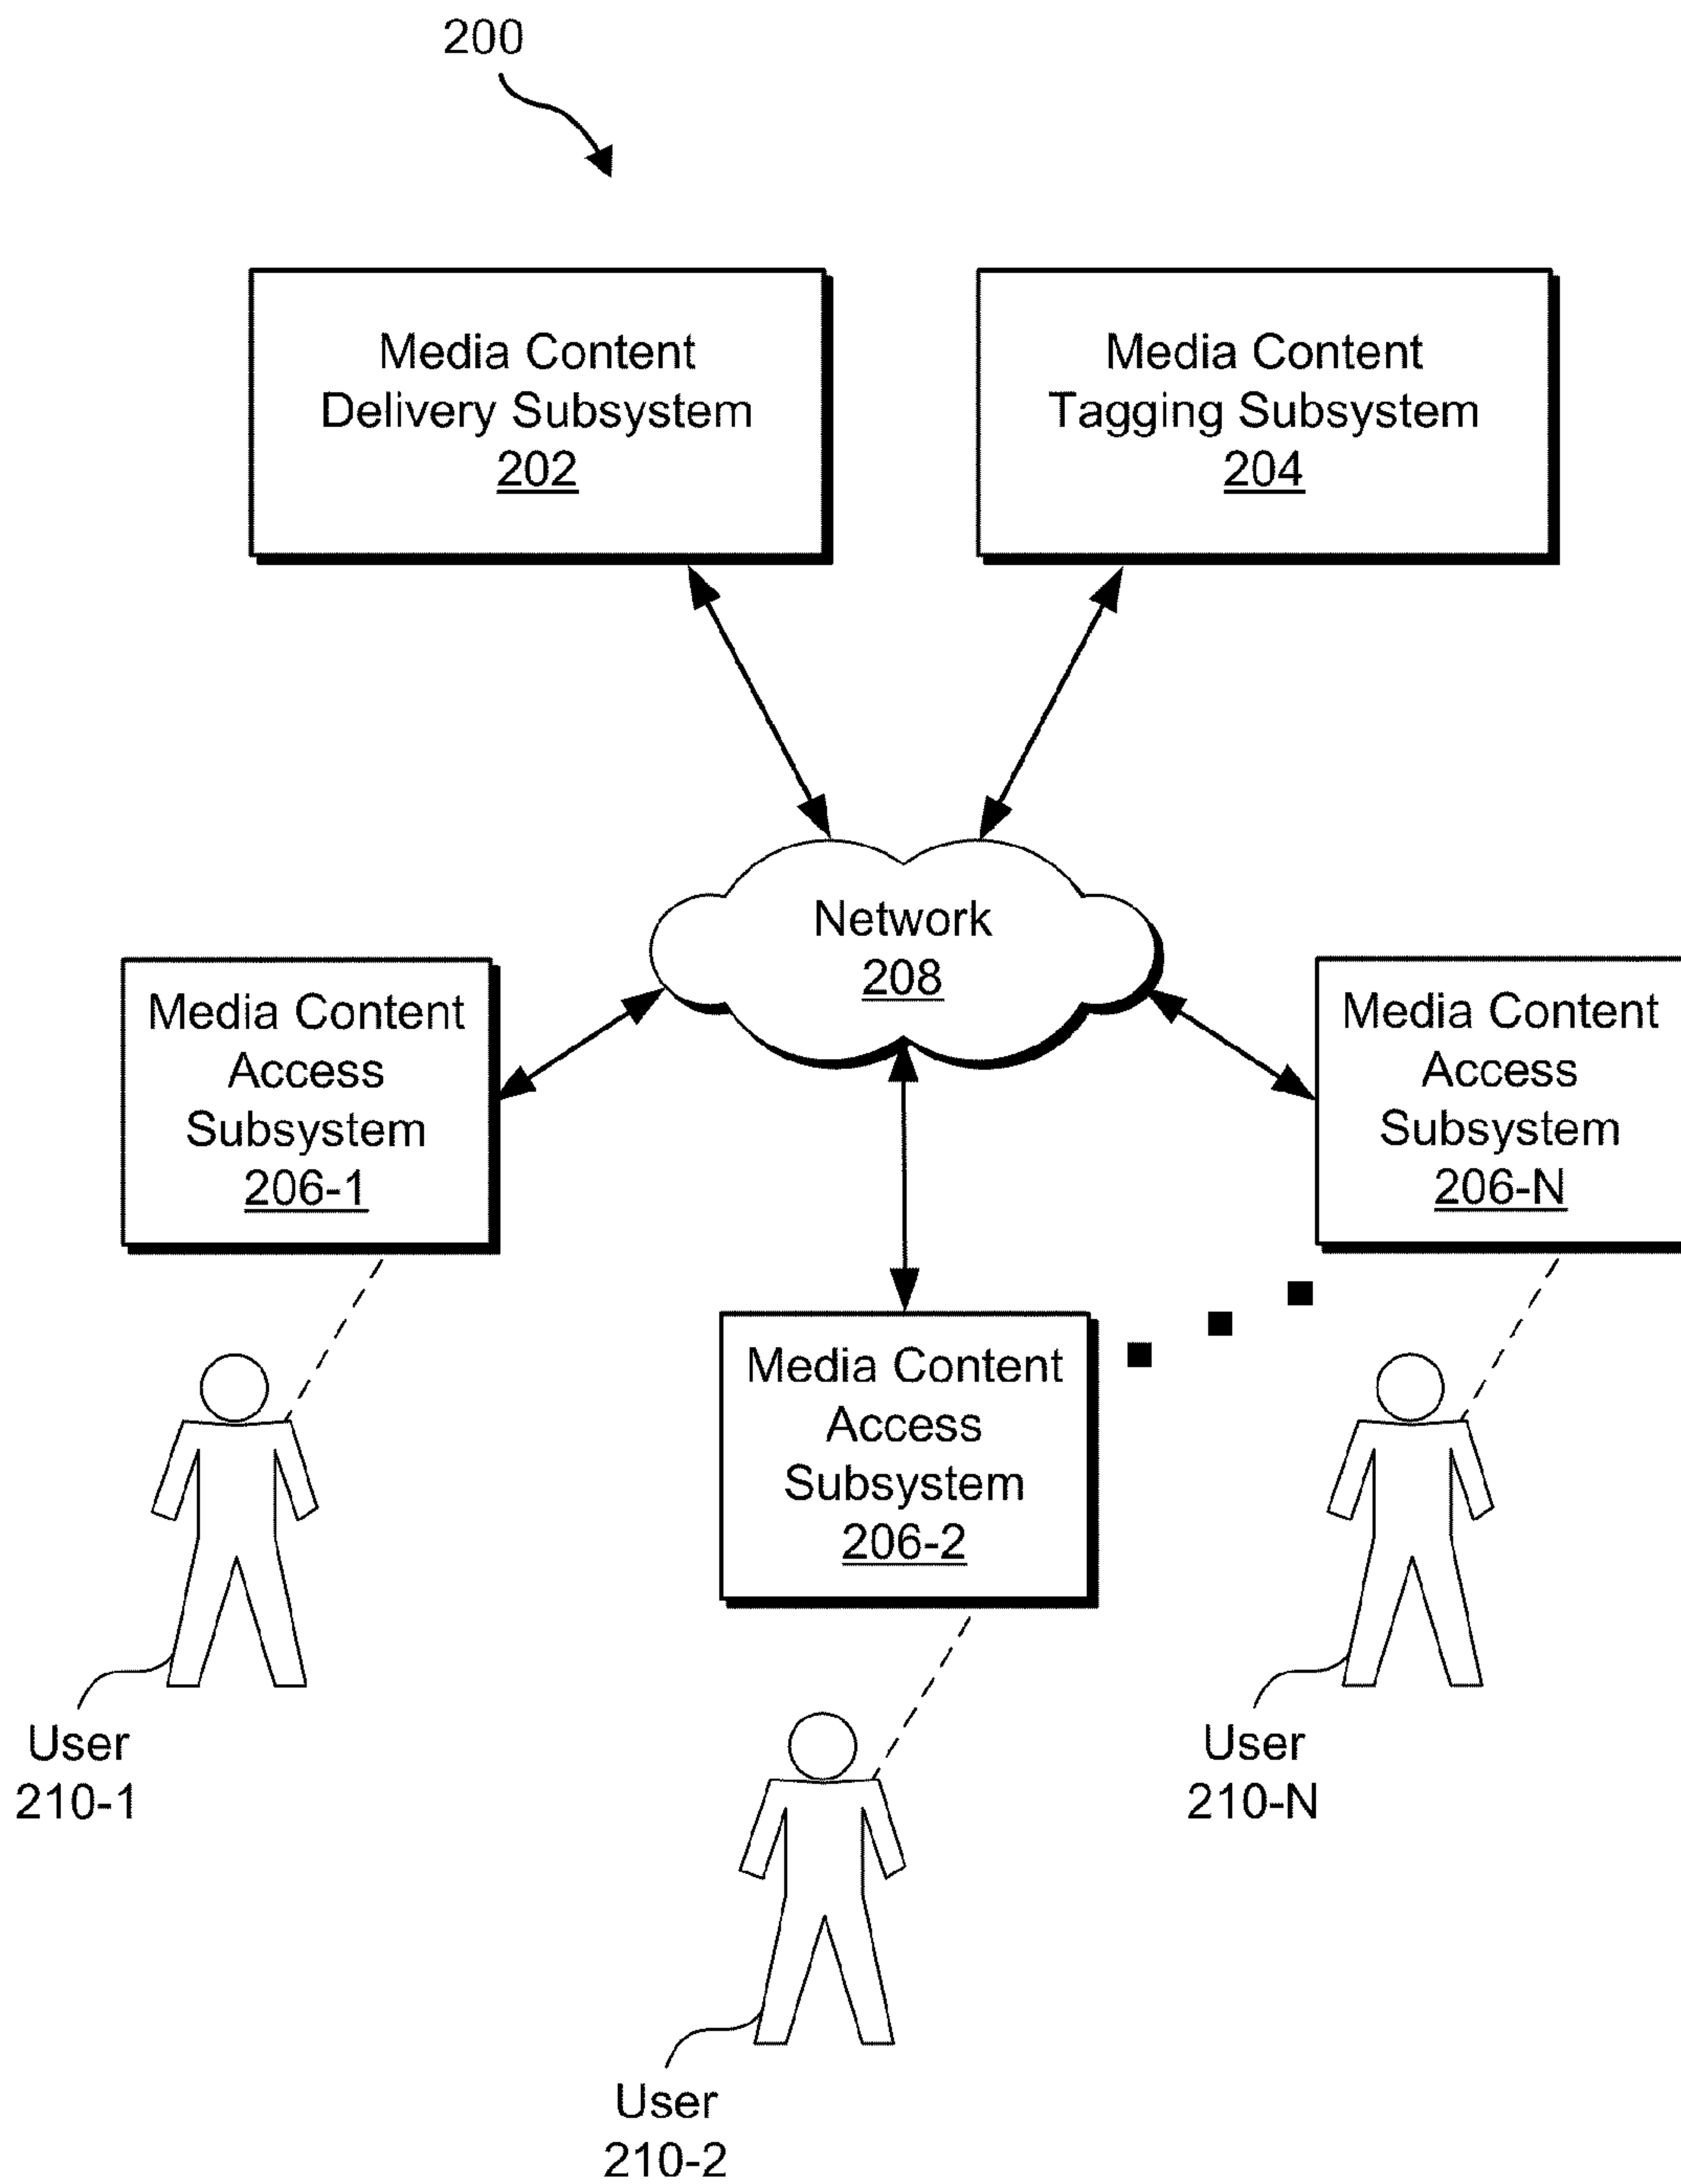 200
Media Content
Delivery Subsystem
202
Media Content
Tagging Subsystem
204
Network
208
Media Content
Access
Subsystem
206-1
Media Content
Access
Subsystem
206-N
Media Content
Access
Subsystem
206-2
User
210-1
User
210-N
User
210-2